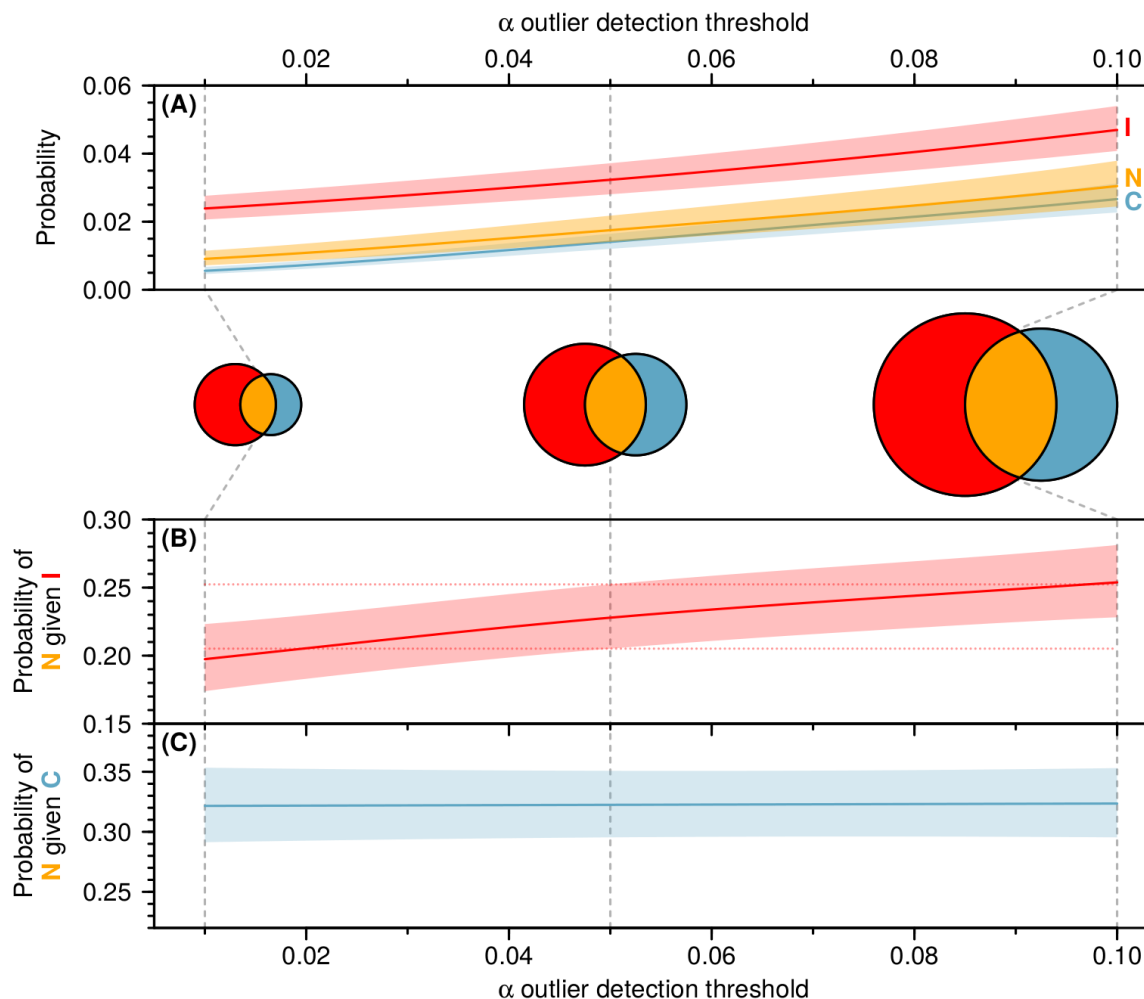 α outlier detection threshold
0.02 0.04 0.06 0.08 0.10
(A)
Probability
0.06
0.04
0.02
0.00
I
N
C
(B)
Probability of
N given I
0.30
0.25
0.20
0.15
(C)
Probability of
N given C
0.35
0.30
0.25
0.02 0.04 0.06 0.08 0.10
α outlier detection threshold